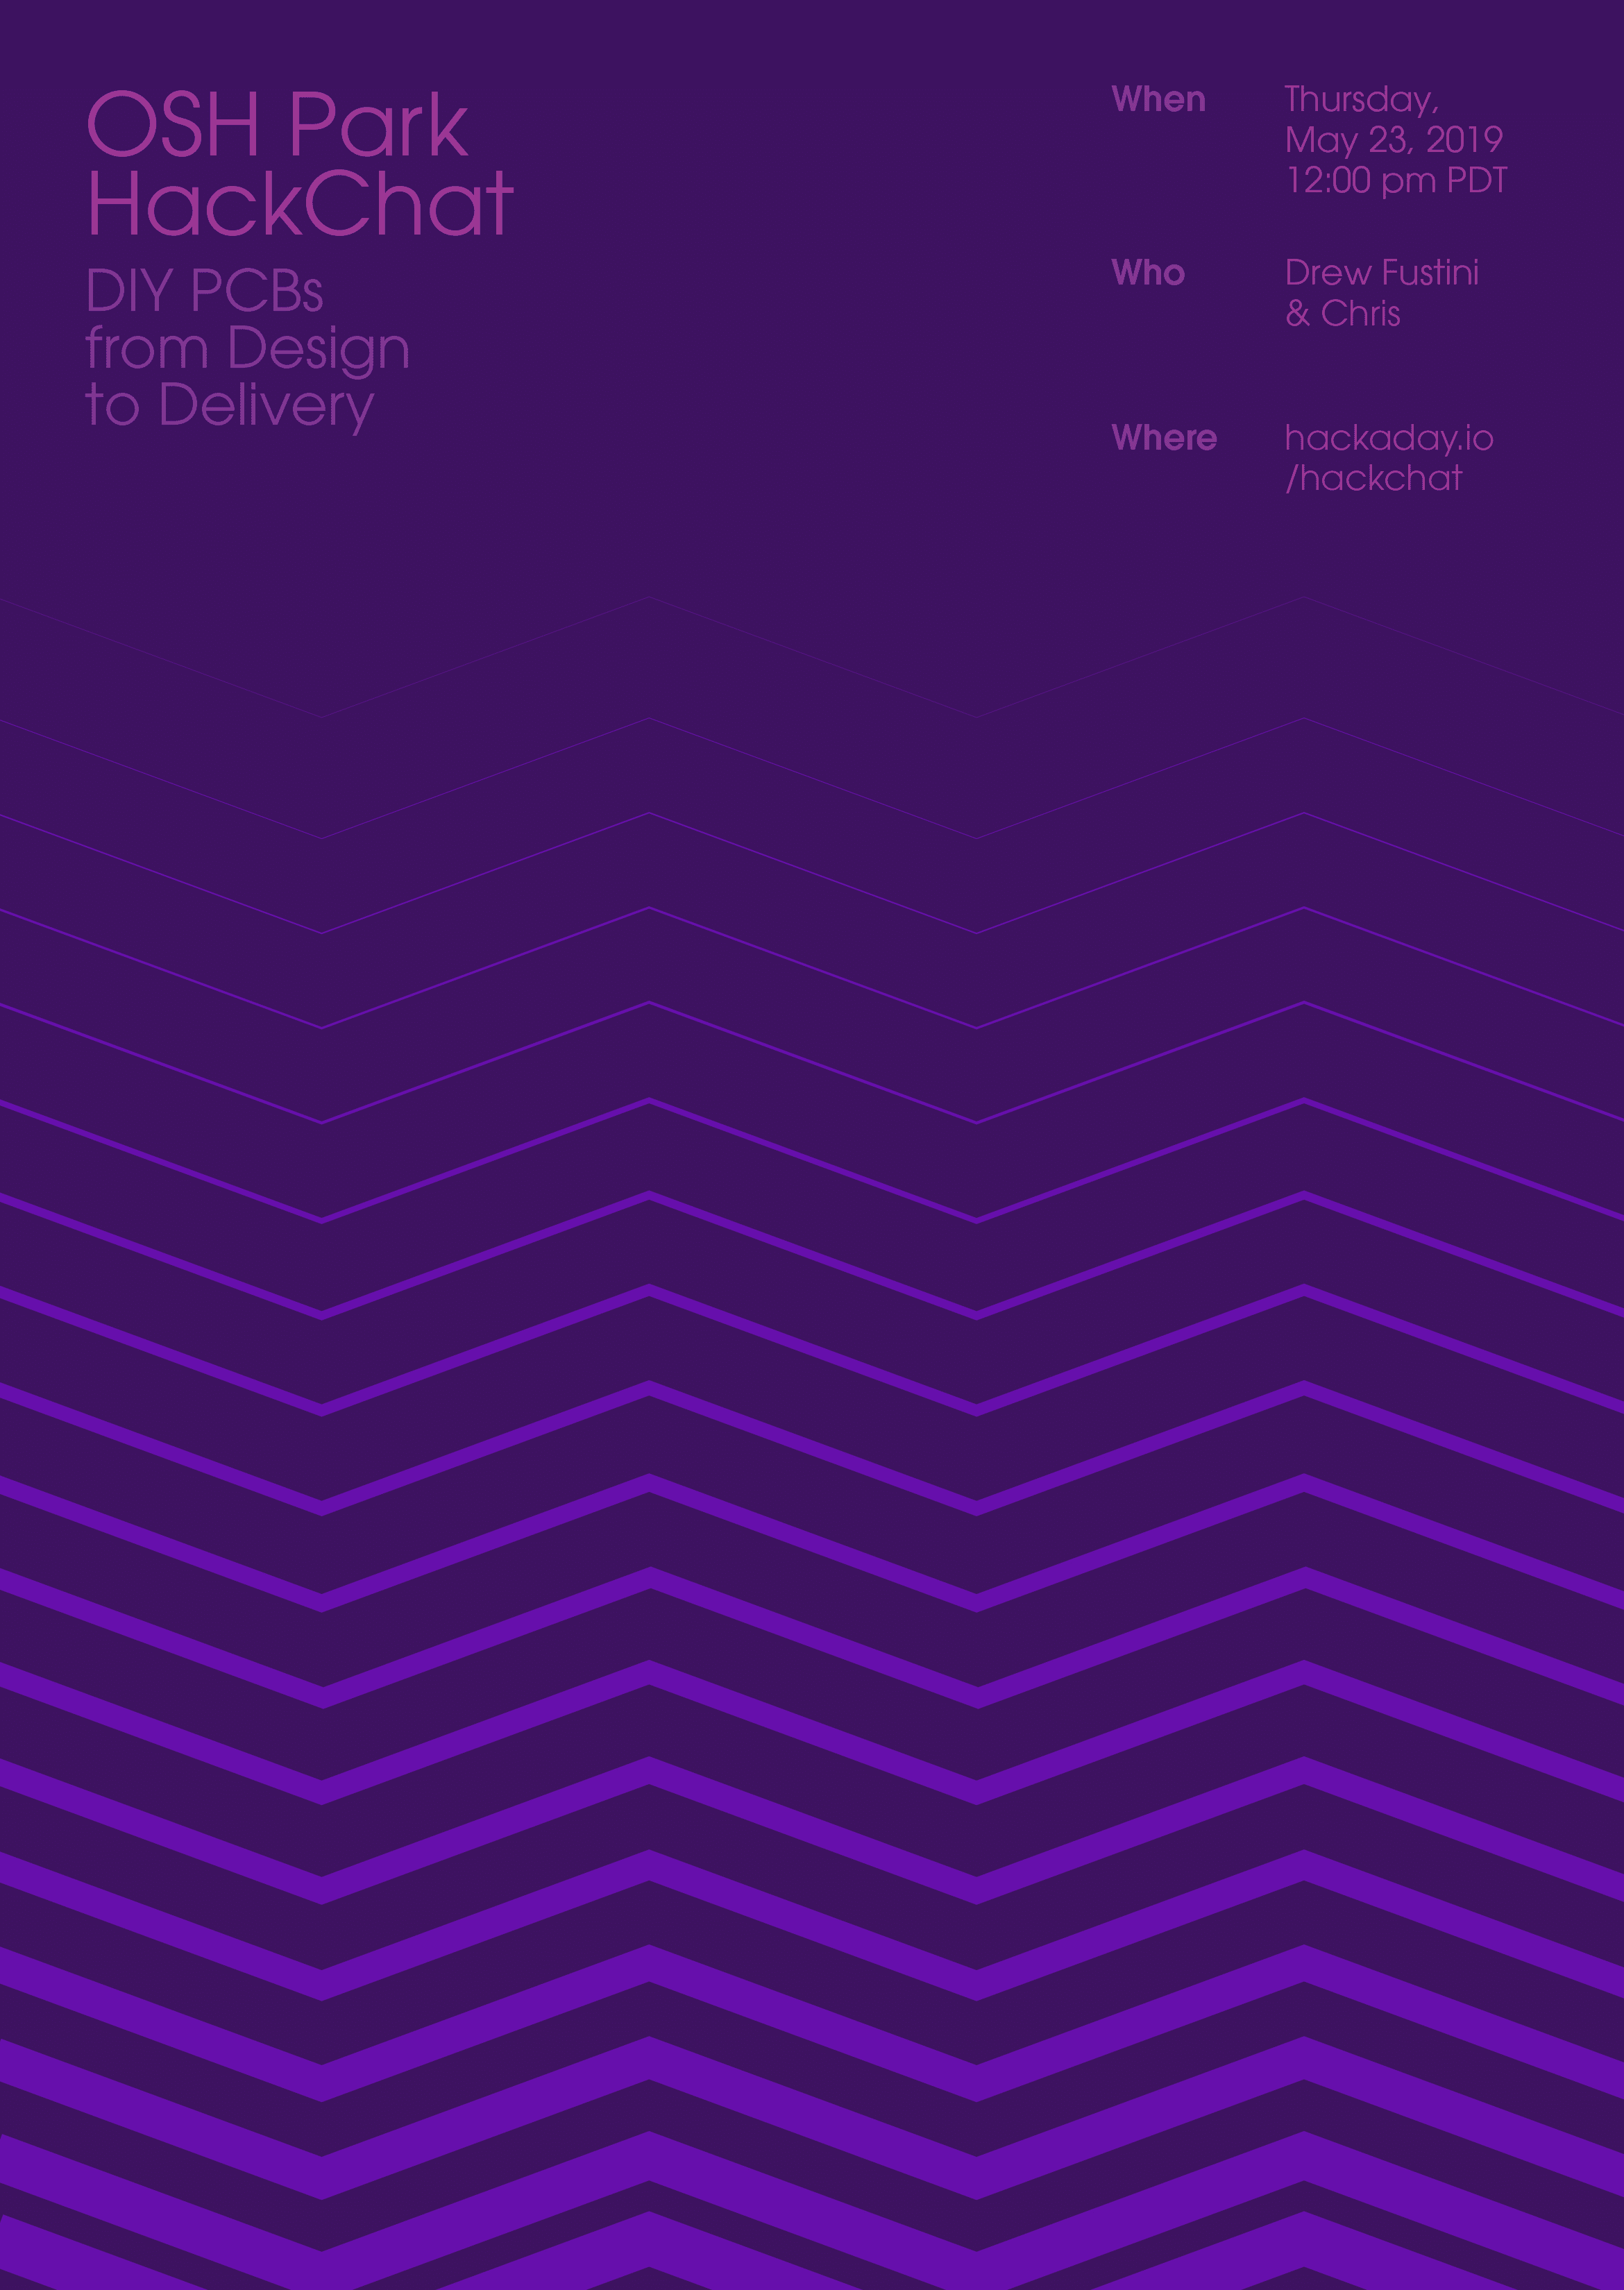 OSH Park
HackChat
DIY PCBs
from Design
to Delivery
When
Thursday,
May 23, 2019
12:00 pm PDT
Who
Drew Fustini
& Chris
Where
hackaday.io
/hackchat